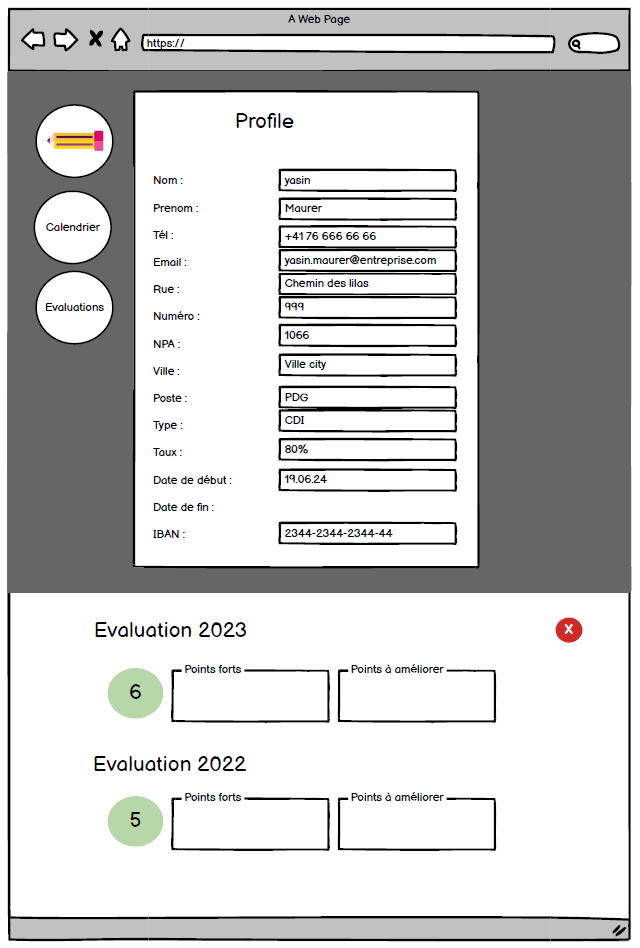 A Web Page
https://
Profile
Nom : yasin
Prenom : Maurer
Tél : +41 76 666 66 66
Email : yasin.maurer@entreprise.com
Rue : Chemin des lilas
Numéro : 999
NPA : 1066
Ville : Ville city
Poste : PDG
Type : CDI
Taux : 80%
Date de début : 19.06.24
Date de fin :
IBAN : 2344-2344-2344-44
Calendrier
Evaluations
Evaluation 2023
X
6 Points forts Points à améliorer
Evaluation 2022
5 Points forts Points à améliorer